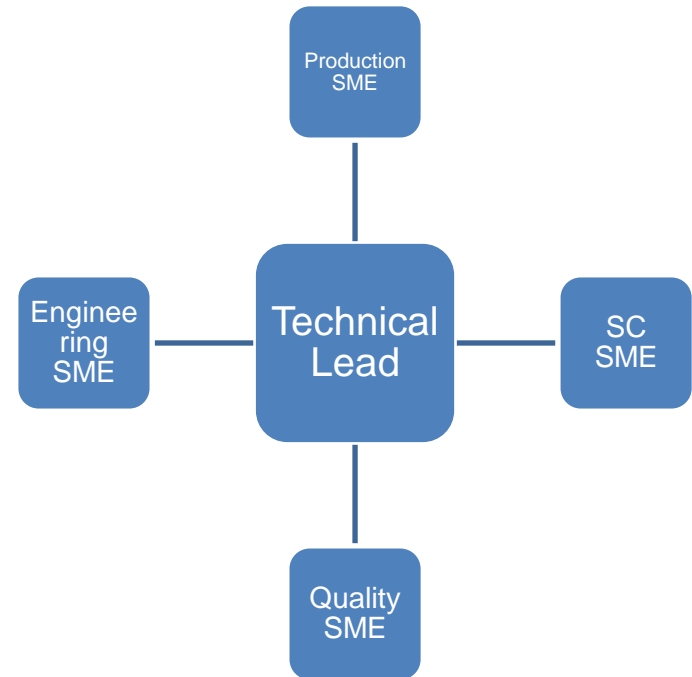 Production
SME
Enginee
ring
SME
Technical
Lead
SC
SME
Quality
SME